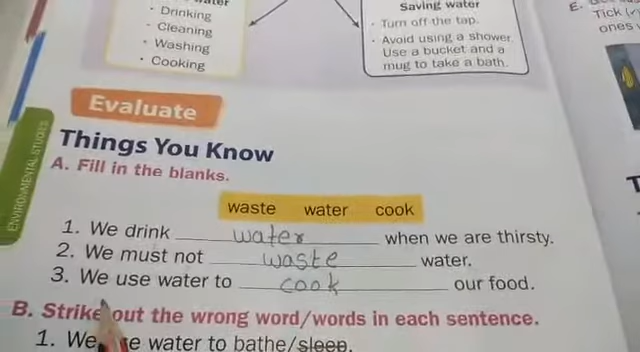 water
• Drinking
• Cleaning
• Washing
• Cooking
Saving water
• Turn off the tap.
• Avoid using a shower.
Use a bucket and a
mug to take a bath.
E.
Tick (✓
ones
Evaluate
ENVIRONMENTAL STUDIES
Things You Know
A. Fill in the blanks.
waste water cook
1. We drink water when we are thirsty.
2. We must not waste water.
3. We use water to cook our food.
B. Strike out the wrong word/words in each sentence.
1. We water to bathe/sleep.